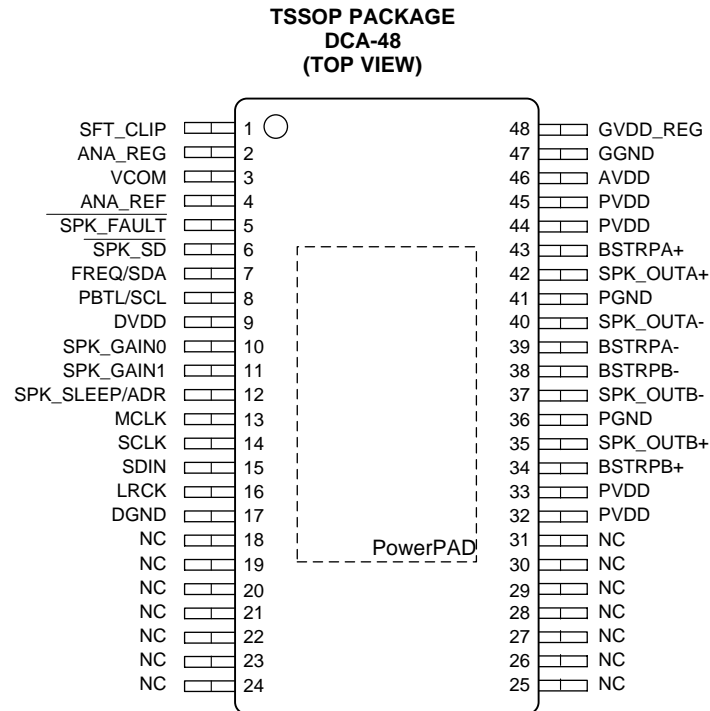 TSSOP PACKAGE
DCA-48
(TOP VIEW)
SFT_CLIP 1 48 GVDD_REG
ANA_REG 2 47 GGND
VCOM 3 46 AVDD
ANA_REF 4 45 PVDD
SPK_FAULT 5 44 PVDD
SPK_SD 6 43 BSTRPA+
FREQ/SDA 7 42 SPK_OUTA+
PBTL/SCL 8 41 PGND
DVDD 9 40 SPK_OUTA-
SPK_GAIN0 10 39 BSTRPA-
SPK_GAIN1 11 38 BSTRPB-
SPK_SLEEP/ADR 12 37 SPK_OUTB-
MCLK 13 36 PGND
SCLK 14 35 SPK_OUTB+
SDIN 15 34 BSTRPB+
LRCK 16 33 PVDD
DGND 17 32 PVDD
NC 18 PowerPAD 31 NC
NC 19 30 NC
NC 20 29 NC
NC 21 28 NC
NC 22 27 NC
NC 23 26 NC
NC 24 25 NC